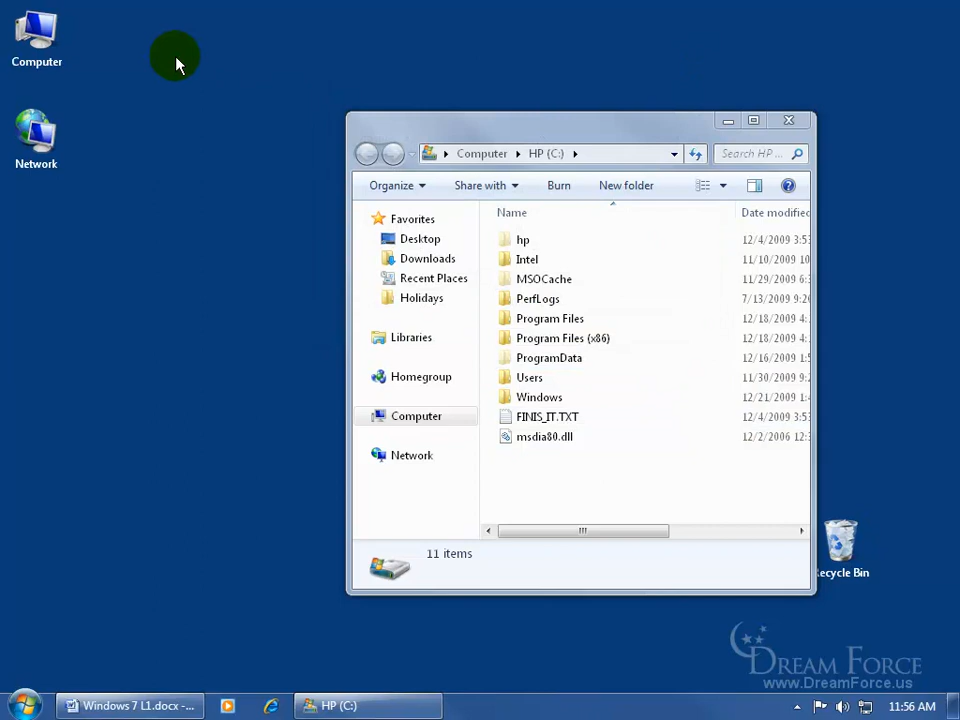 Computer
Network
Computer HP (C:) Search HP ...
Organize Share with Burn New folder
Favorites
Desktop
Downloads
Recent Places
Holidays
Libraries
Homegroup
Computer
Network
Name Date modified
hp 12/4/2009 3:53
Intel 11/10/2009 10
MSOCache 11/29/2009 6:
PerfLogs 7/13/2009 9:20
Program Files 12/18/2009 4:
Program Files (x86) 12/18/2009 4:
ProgramData 12/16/2009 1:
Users 11/30/2009 9:
Windows 12/21/2009 1:
FINIS_IT.TXT 12/4/2009 3:53
msdia80.dll 12/2/2006 12:
11 items
Recycle Bin
DREAM FORCE
www.DreamForce.us
Windows 7 L1.docx -... HP (C:) 11:56 AM